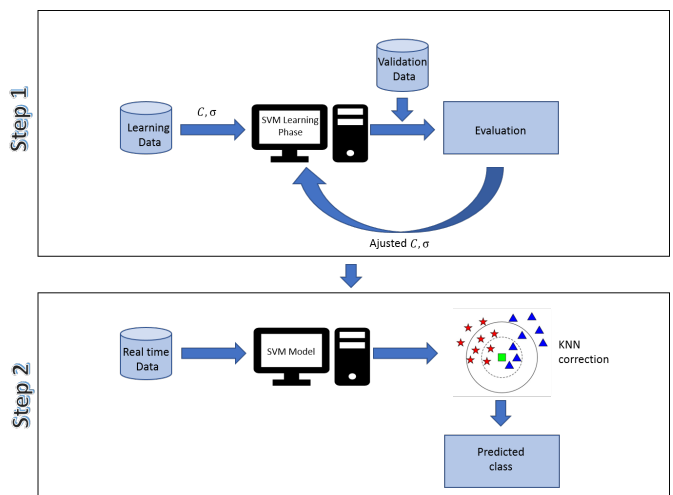 Step 1
Validation
Data
Learning
Data
C, σ
SVM Learning
Phase
Evaluation
Ajusted C, σ
Step 2
Real time
Data
SVM Model
KNN
correction
Predicted
class